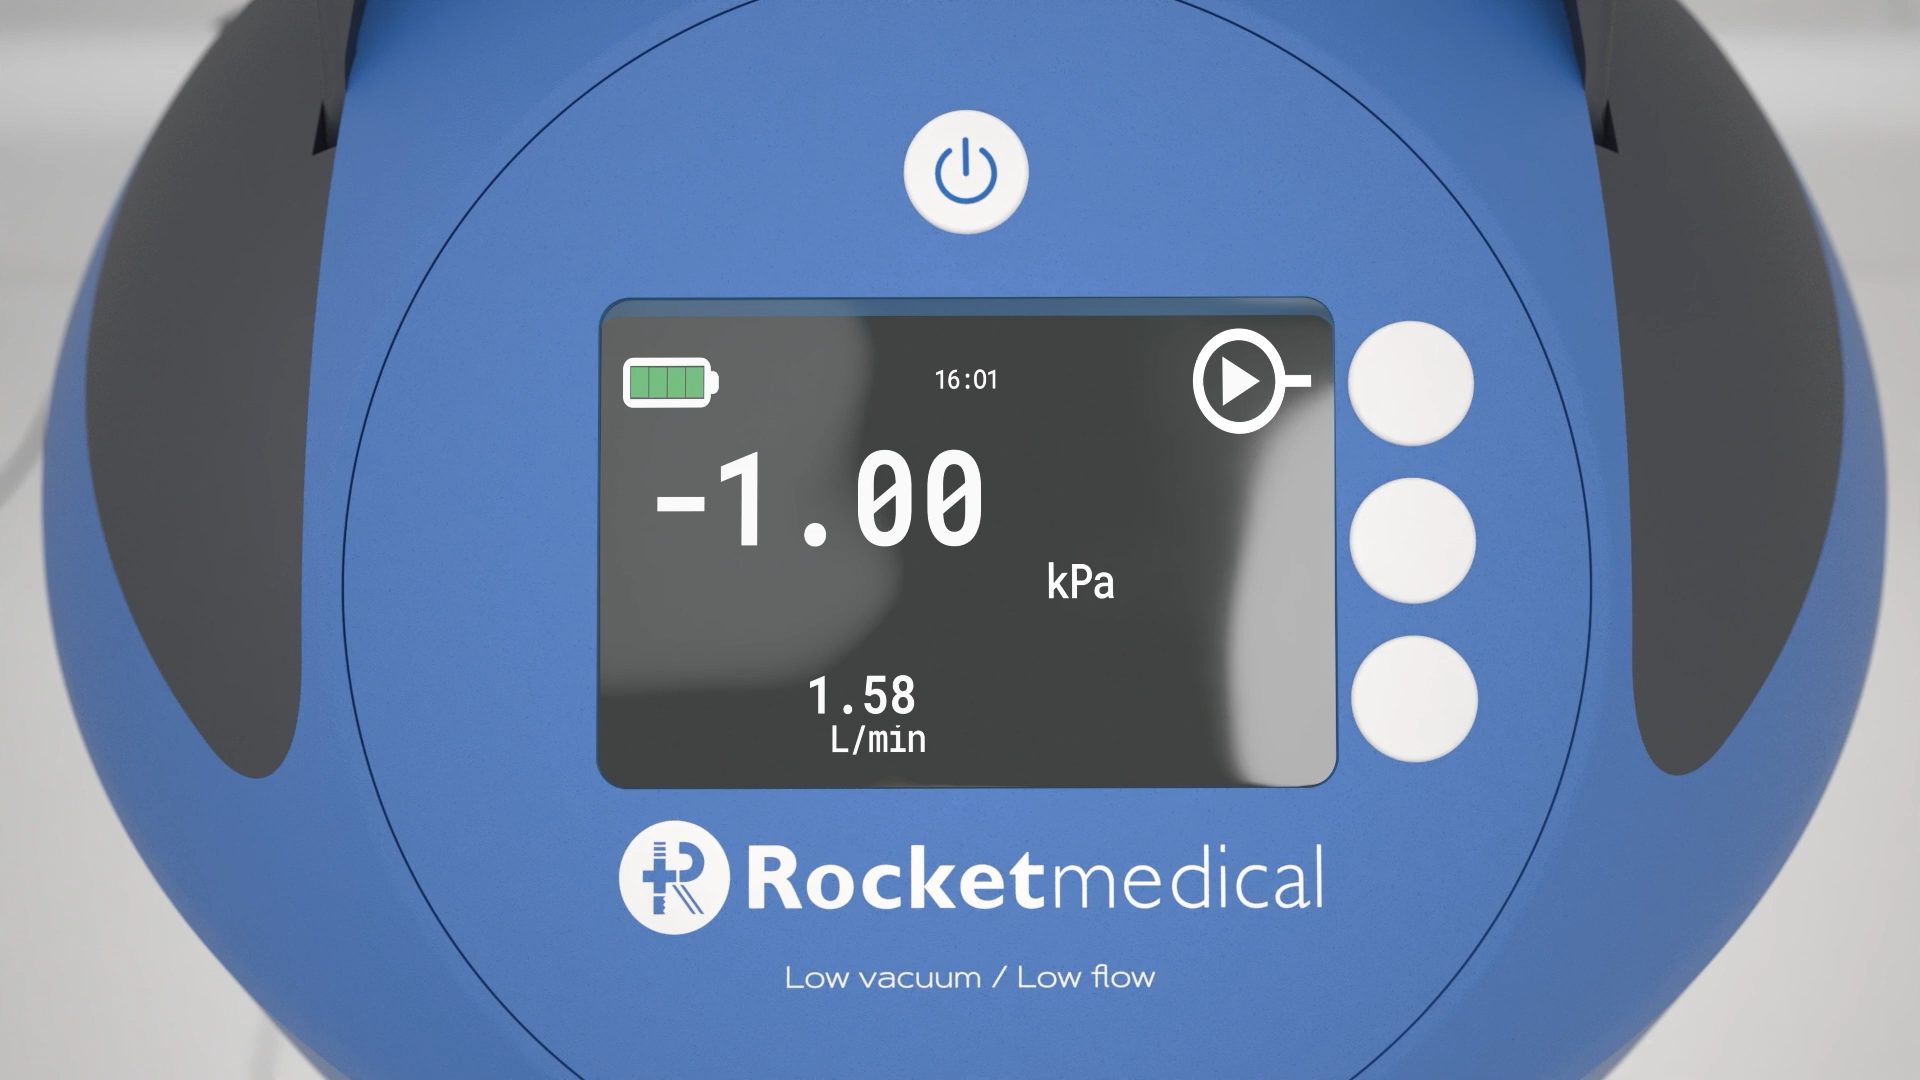 16:01
-1.00
kPa
1.58
L/min
Rocketmedical
Low vacuum / Low flow